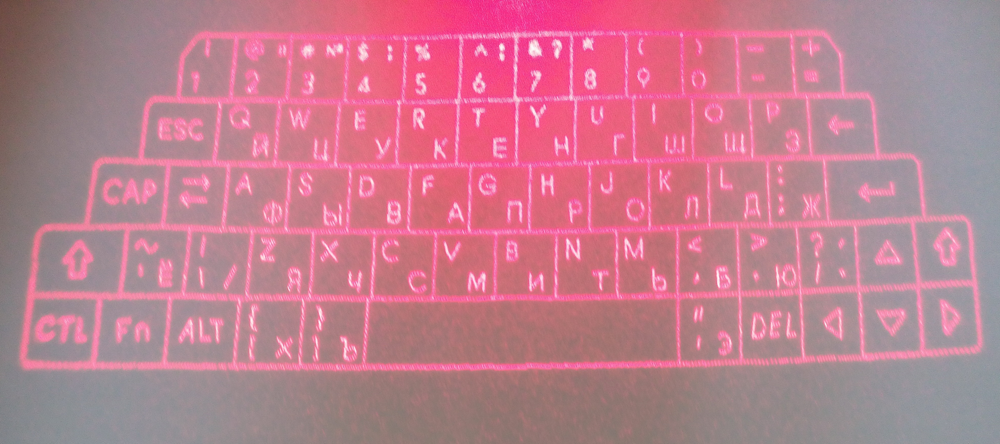 ! @ " # № $ : % ^ ; & ? * ( ) - +
1 2 3 4 5 6 7 8 9 0 - =
ESC Q Й W Ц E У R К T Е Y Н U Г I Ш O Щ P З ←
CAP ⇄ A Ф S Ы D В F А G П H Р J О K Л L Д : ; Ж ↵
⇧ ~ ' Ё | \ / Z Я X Ч C С V М B И N Т M Ь < , Б > . Ю ? / . , △ ⇧
CTL Fn ALT { [ Х } ] Ъ " ' Э DEL ◁ ▽ ▷